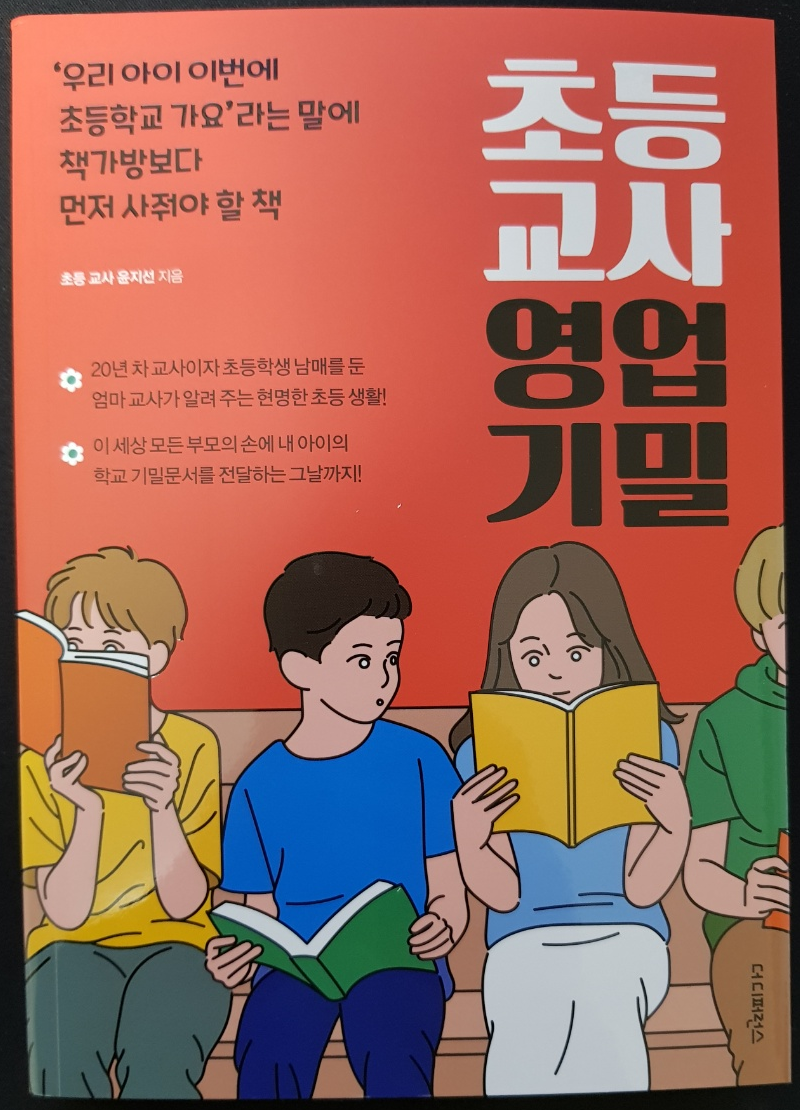 ‘우리 아이 이번에
초등학교 가요’라는 말에
책가방보다
먼저 사줘야 할 책
초등 교사 윤지선 지음
20년 차 교사이자 초등학생 남매를 둔
엄마 교사가 알려 주는 현명한 초등 생활!
이 세상 모든 부모의 손에 내 아이의
학교 기밀문서를 전달하는 그날까지!
초등
교사
영업
기밀